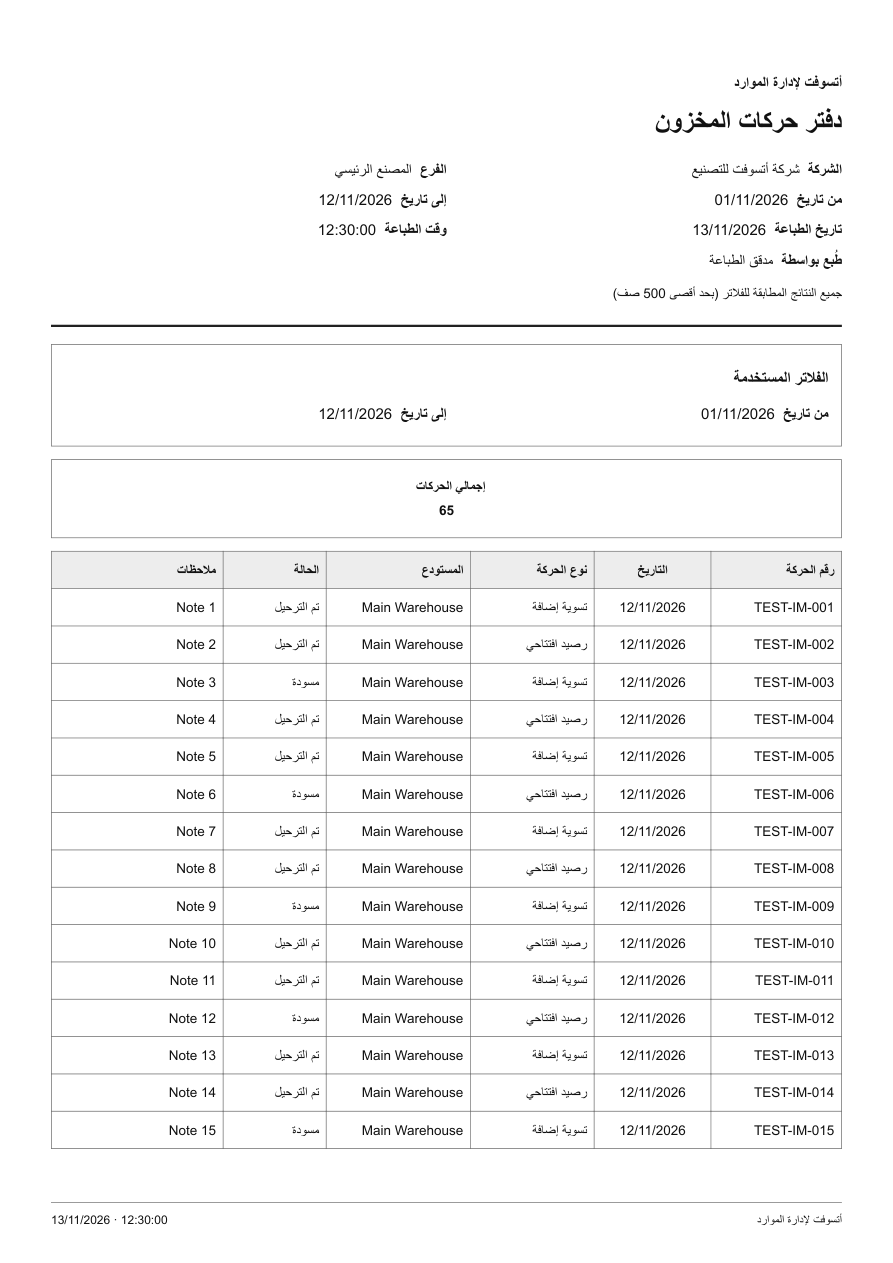 أتسوفت لإدارة الموارد
دفتر حركات المخزون
الشركة شركة أتسوفت للتصنيع الفرع المصنع الرئيسي
من تاريخ 01/11/2026 إلى تاريخ 12/11/2026
تاريخ الطباعة 13/11/2026 وقت الطباعة 12:30:00
طُبع بواسطة مدقق الطباعة
جميع النتائج المطابقة للفلاتر (بحد أقصى 500 صف)
الفلاتر المستخدمة
من تاريخ 01/11/2026 إلى تاريخ 12/11/2026
إجمالي الحركات
65
رقم الحركة التاريخ نوع الحركة المستودع الحالة ملاحظات
TEST-IM-001 12/11/2026 تسوية إضافة Main Warehouse تم الترحيل Note 1
TEST-IM-002 12/11/2026 رصيد افتتاحي Main Warehouse تم الترحيل Note 2
TEST-IM-003 12/11/2026 تسوية إضافة Main Warehouse مسودة Note 3
TEST-IM-004 12/11/2026 رصيد افتتاحي Main Warehouse تم الترحيل Note 4
TEST-IM-005 12/11/2026 تسوية إضافة Main Warehouse تم الترحيل Note 5
TEST-IM-006 12/11/2026 رصيد افتتاحي Main Warehouse مسودة Note 6
TEST-IM-007 12/11/2026 تسوية إضافة Main Warehouse تم الترحيل Note 7
TEST-IM-008 12/11/2026 رصيد افتتاحي Main Warehouse تم الترحيل Note 8
TEST-IM-009 12/11/2026 تسوية إضافة Main Warehouse مسودة Note 9
TEST-IM-010 12/11/2026 رصيد افتتاحي Main Warehouse تم الترحيل Note 10
TEST-IM-011 12/11/2026 تسوية إضافة Main Warehouse تم الترحيل Note 11
TEST-IM-012 12/11/2026 رصيد افتتاحي Main Warehouse مسودة Note 12
TEST-IM-013 12/11/2026 تسوية إضافة Main Warehouse تم الترحيل Note 13
TEST-IM-014 12/11/2026 رصيد افتتاحي Main Warehouse تم الترحيل Note 14
TEST-IM-015 12/11/2026 تسوية إضافة Main Warehouse مسودة Note 15
أتسوفت لإدارة الموارد 13/11/2026 · 12:30:00